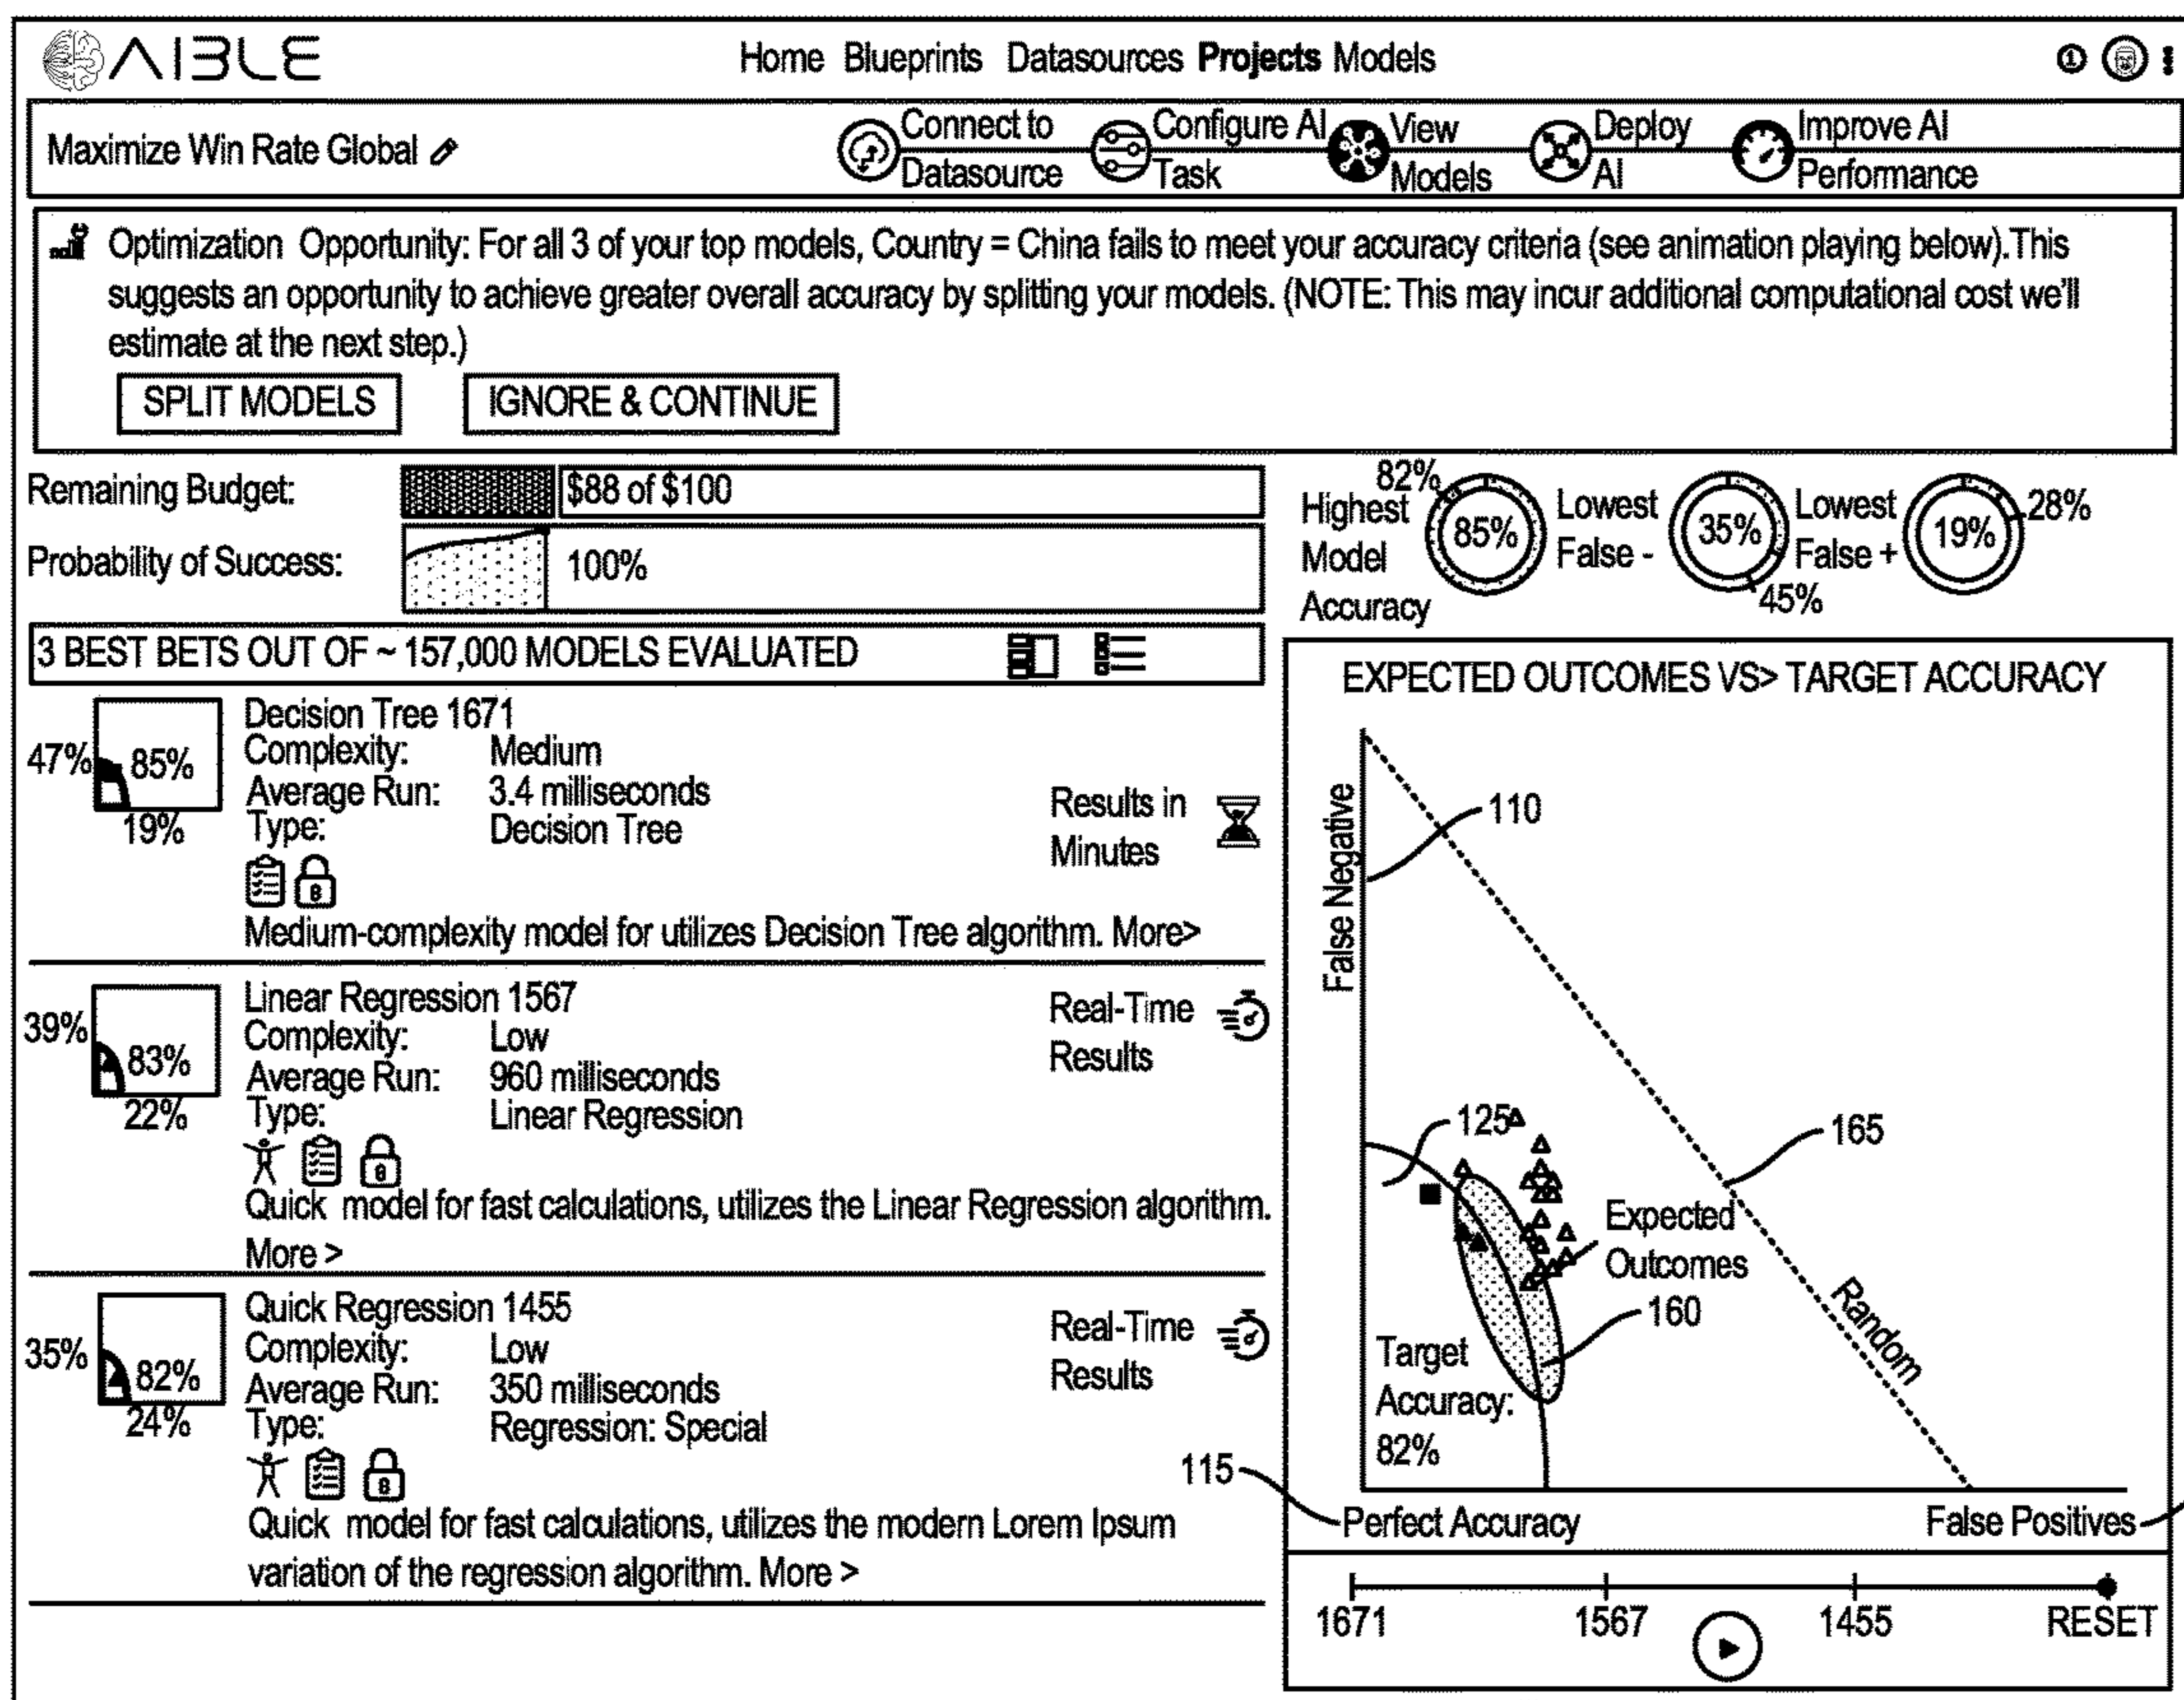 AIBLE
Home Blueprints Datasources Projects Models
1
Maximize Win Rate Global
Connect to
Datasource
Configure AI
Task
View
Models
Deploy
AI
Improve AI
Performance
Optimization Opportunity: For all 3 of your top models, Country = China fails to meet your accuracy criteria (see animation playing below).This
suggests an opportunity to achieve greater overall accuracy by splitting your models. (NOTE: This may incur additional computational cost we'll
estimate at the next step.)
SPLIT MODELS
IGNORE & CONTINUE
Remaining Budget:
$88 of $100
Probability of Success:
100%
Highest
Model
Accuracy
82%
85%
Lowest
False -
35%
45%
Lowest
False +
19%
28%
3 BEST BETS OUT OF ~ 157,000 MODELS EVALUATED
47%
85%
19%
Decision Tree 1671
Complexity: Medium
Average Run: 3.4 milliseconds
Type: Decision Tree
Results in
Minutes
Medium-complexity model for utilizes Decision Tree algorithm. More>
39%
83%
22%
Linear Regression 1567
Complexity: Low
Average Run: 960 milliseconds
Type: Linear Regression
Real-Time
Results
Quick model for fast calculations, utilizes the Linear Regression algorithm.
More >
35%
82%
24%
Quick Regression 1455
Complexity: Low
Average Run: 350 milliseconds
Type: Regression: Special
Real-Time
Results
Quick model for fast calculations, utilizes the modern Lorem Ipsum
variation of the regression algorithm. More >
EXPECTED OUTCOMES VS> TARGET ACCURACY
False Negative
110
125
165
Expected
Outcomes
160
Random
Target
Accuracy:
82%
115
Perfect Accuracy
False Positives
1671
1567
1455
RESET